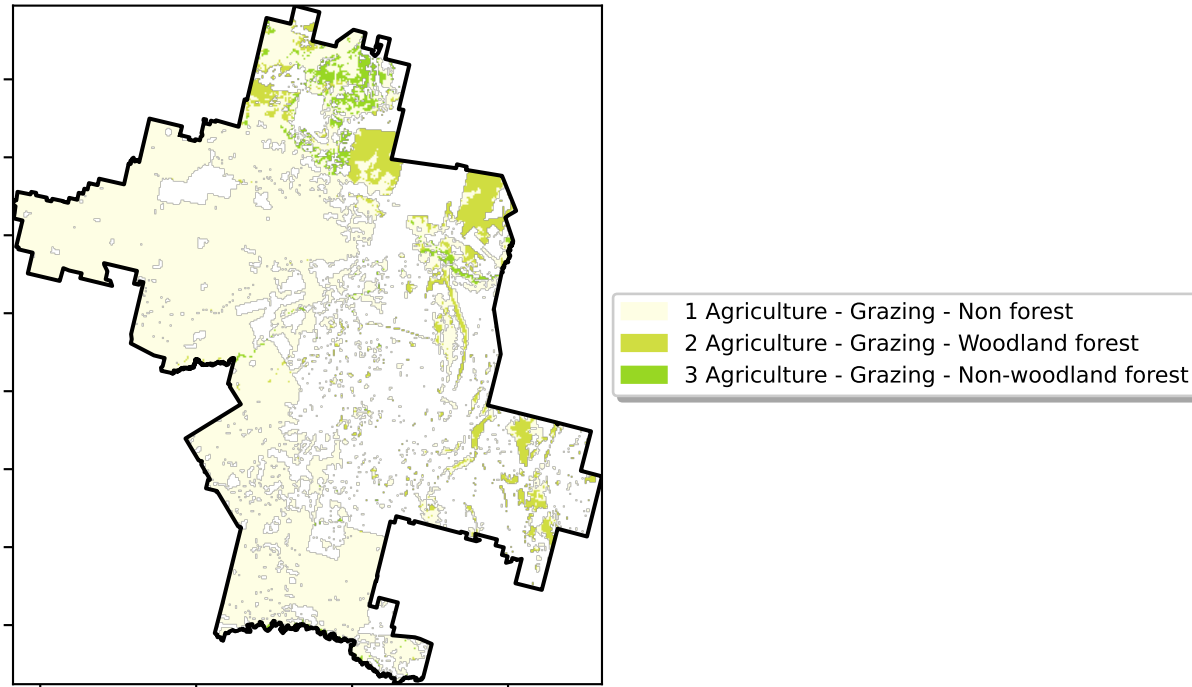 1 Agriculture - Grazing - Non forest
2 Agriculture - Grazing - Woodland forest
3 Agriculture - Grazing - Non-woodland forest